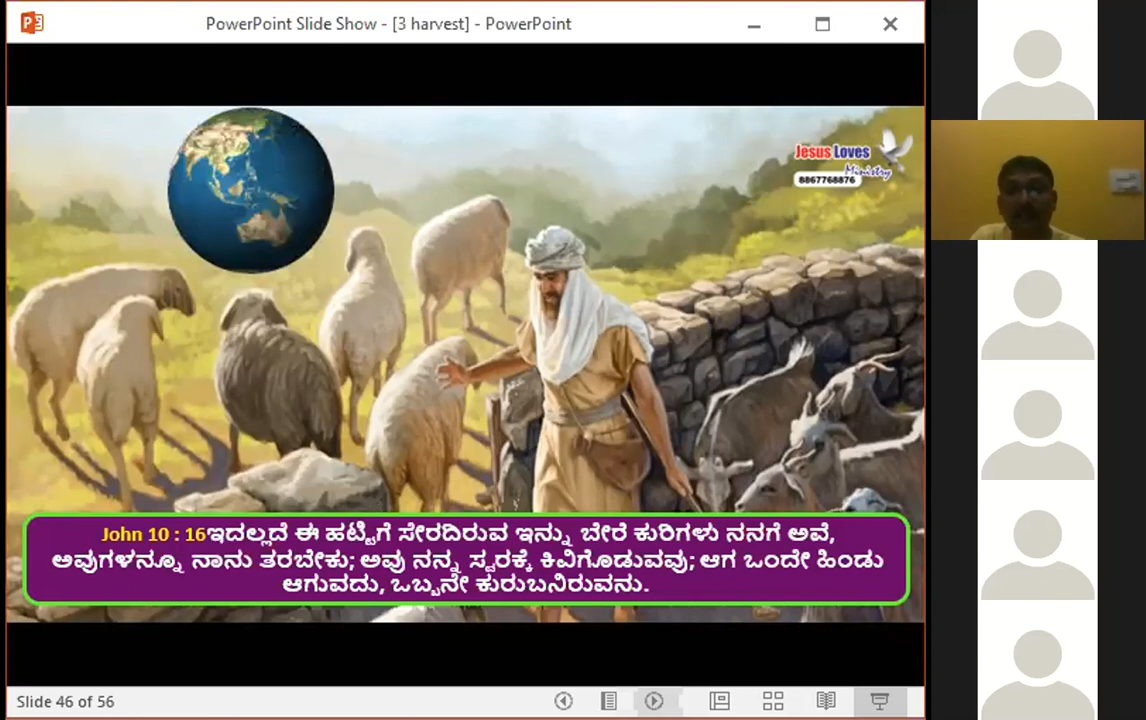 PowerPoint Slide Show - [3 harvest] - PowerPoint
Jesus Loves
Ministry
8867768876
John 10 : 16ಇದಲ್ಲದೆ ಈ ಹಟ್ಟಿಗೆ ಸೇರದಿರುವ ಇನ್ನು ಬೇರೆ ಕುರಿಗಳು ನನಗೆ ಅವೆ,
ಅವುಗಳನ್ನೂ ನಾನು ತರಬೇಕು; ಅವು ನನ್ನ ಸ್ವರಕ್ಕೆ ಕಿವಿಗೊಡುವವು; ಆಗ ಒಂದೇ ಹಿಂಡು
ಆಗುವದು, ಒಬ್ಬನೇ ಕುರುಬನಿರುವನು.
Slide 46 of 56